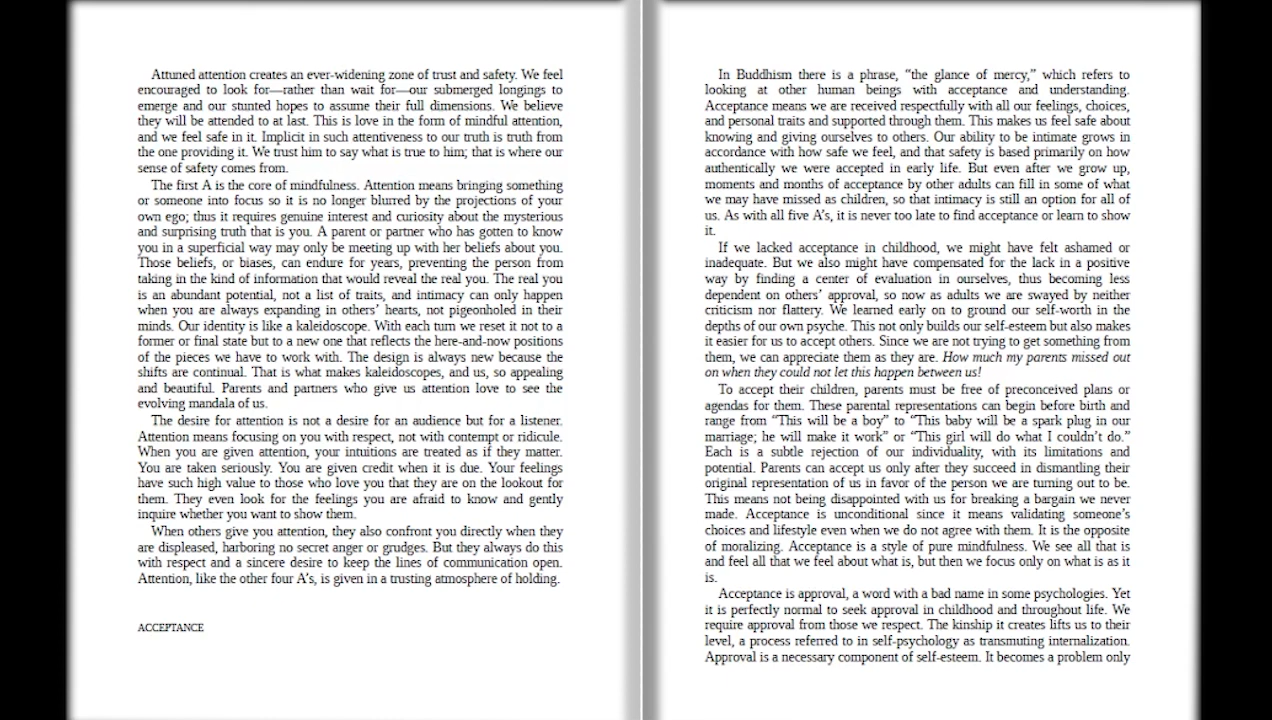 Attuned attention creates an ever-widening zone of trust and safety. We feel
encouraged to look for—rather than wait for—our submerged longings to
emerge and our stunted hopes to assume their full dimensions. We believe
they will be attended to at last. This is love in the form of mindful attention,
and we feel safe in it. Implicit in such attentiveness to our truth is truth from
the one providing it. We trust him to say what is true to him; that is where our
sense of safety comes from.
The first A is the core of mindfulness. Attention means bringing something
or someone into focus so it is no longer blurred by the projections of your
own ego; thus it requires genuine interest and curiosity about the mysterious
and surprising truth that is you. A parent or partner who has gotten to know
you in a superficial way may only be meeting up with her beliefs about you.
Those beliefs, or biases, can endure for years, preventing the person from
taking in the kind of information that would reveal the real you. The real you
is an abundant potential, not a list of traits, and intimacy can only happen
when you are always expanding in others’ hearts, not pigeonholed in their
minds. Our identity is like a kaleidoscope. With each turn we reset it not to a
former or final state but to a new one that reflects the here-and-now positions
of the pieces we have to work with. The design is always new because the
shifts are continual. That is what makes kaleidoscopes, and us, so appealing
and beautiful. Parents and partners who give us attention love to see the
evolving mandala of us.
The desire for attention is not a desire for an audience but for a listener.
Attention means focusing on you with respect, not with contempt or ridicule.
When you are given attention, your intuitions are treated as if they matter.
You are taken seriously. You are given credit when it is due. Your feelings
have such high value to those who love you that they are on the lookout for
them. They even look for the feelings you are afraid to know and gently
inquire whether you want to show them.
When others give you attention, they also confront you directly when they
are displeased, harboring no secret anger or grudges. But they always do this
with respect and a sincere desire to keep the lines of communication open.
Attention, like the other four A’s, is given in a trusting atmosphere of holding.
ACCEPTANCE
In Buddhism there is a phrase, “the glance of mercy,” which refers to
looking at other human beings with acceptance and understanding.
Acceptance means we are received respectfully with all our feelings, choices,
and personal traits and supported through them. This makes us feel safe about
knowing and giving ourselves to others. Our ability to be intimate grows in
accordance with how safe we feel, and that safety is based primarily on how
authentically we were accepted in early life. But even after we grow up,
moments and months of acceptance by other adults can fill in some of what
we may have missed as children, so that intimacy is still an option for all of
us. As with all five A’s, it is never too late to find acceptance or learn to show
it.
If we lacked acceptance in childhood, we might have felt ashamed or
inadequate. But we also might have compensated for the lack in a positive
way by finding a center of evaluation in ourselves, thus becoming less
dependent on others’ approval, so now as adults we are swayed by neither
criticism nor flattery. We learned early on to ground our self-worth in the
depths of our own psyche. This not only builds our self-esteem but also makes
it easier for us to accept others. Since we are not trying to get something from
them, we can appreciate them as they are. How much my parents missed out
on when they could not let this happen between us!
To accept their children, parents must be free of preconceived plans or
agendas for them. These parental representations can begin before birth and
range from “This will be a boy” to “This baby will be a spark plug in our
marriage; he will make it work” or “This girl will do what I couldn’t do.”
Each is a subtle rejection of our individuality, with its limitations and
potential. Parents can accept us only after they succeed in dismantling their
original representation of us in favor of the person we are turning out to be.
This means not being disappointed with us for breaking a bargain we never
made. Acceptance is unconditional since it means validating someone’s
choices and lifestyle even when we do not agree with them. It is the opposite
of moralizing. Acceptance is a style of pure mindfulness. We see all that is
and feel all that we feel about what is, but then we focus only on what is as it
is.
Acceptance is approval, a word with a bad name in some psychologies. Yet
it is perfectly normal to seek approval in childhood and throughout life. We
require approval from those we respect. The kinship it creates lifts us to their
level, a process referred to in self-psychology as transmuting internalization.
Approval is a necessary component of self-esteem. It becomes a problem only